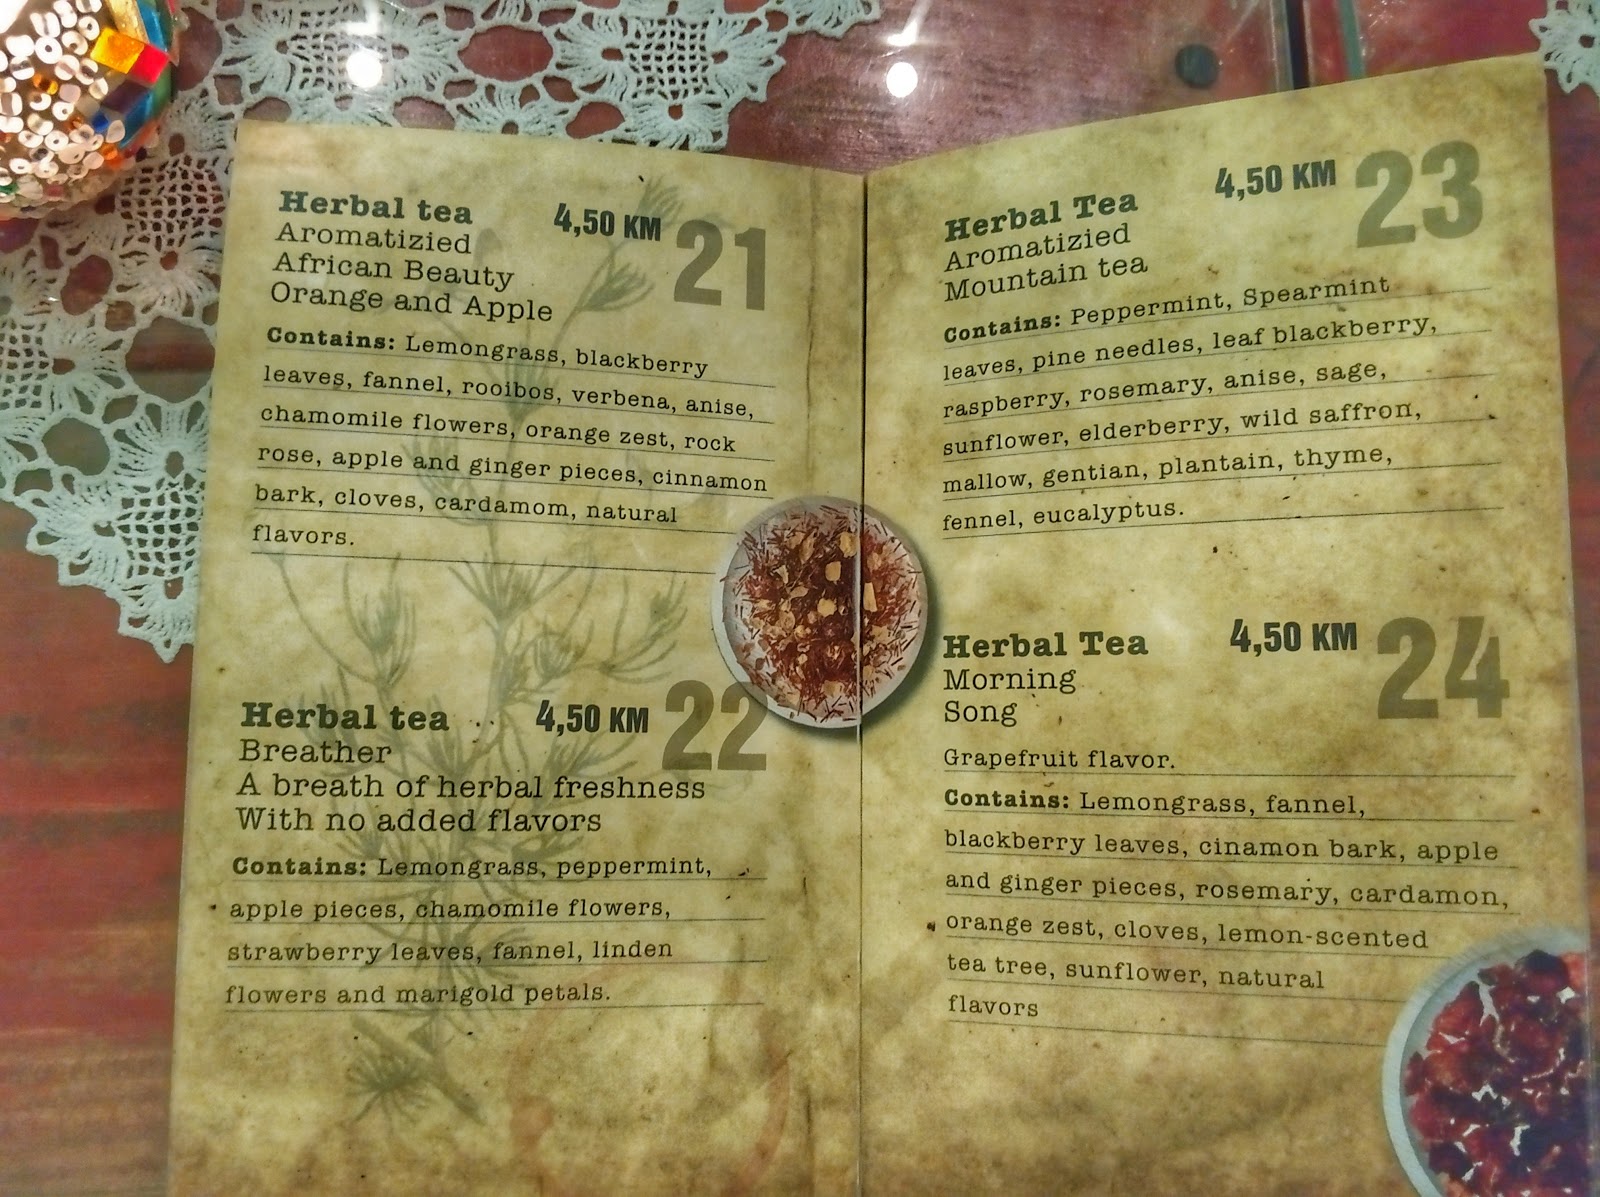 Herbal tea 4,50 KM 21
Aromatizied
African Beauty
Orange and Apple
Contains: Lemongrass, blackberry
leaves, fannel, rooibos, verbena, anise,
chamomile flowers, orange zest, rock
rose, apple and ginger pieces, cinnamon
bark, cloves, cardamom, natural
flavors.
Herbal tea 4,50 KM 22
Breather
A breath of herbal freshness
With no added flavors
Contains: Lemongrass, peppermint,
apple pieces, chamomile flowers,
strawberry leaves, fannel, linden
flowers and marigold petals.
Herbal Tea 4,50 KM 23
Aromatizied
Mountain tea
Contains: Peppermint, Spearmint
leaves, pine needles, leaf blackberry,
raspberry, rosemary, anise, sage,
sunflower, elderberry, wild saffron,
mallow, gentian, plantain, thyme,
fennel, eucalyptus.
Herbal Tea 4,50 KM 24
Morning
Song
Grapefruit flavor.
Contains: Lemongrass, fannel,
blackberry leaves, cinamon bark, apple
and ginger pieces, rosemary, cardamon,
orange zest, cloves, lemon-scented
tea tree, sunflower, natural
flavors